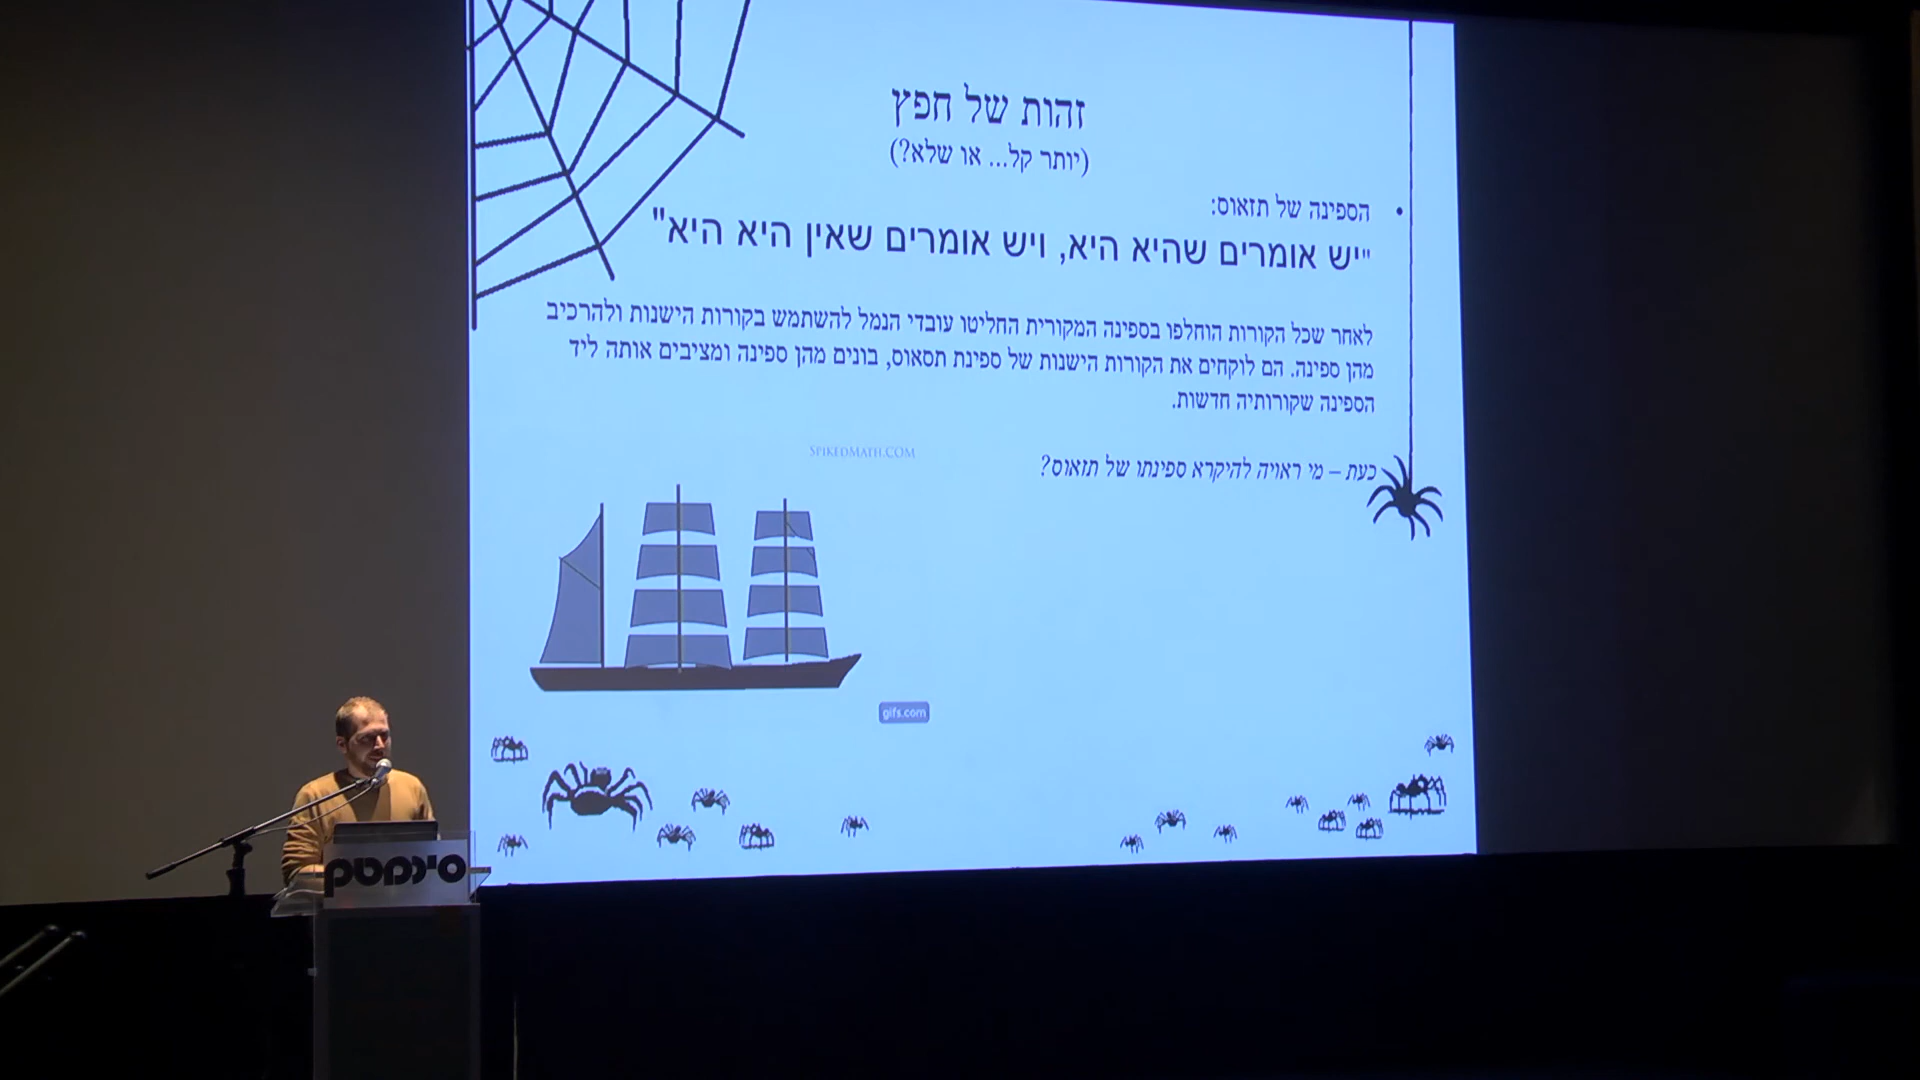 זהות של חפץ
(יותר קל... או שלא?)
• הספינה של תזאוס:
"יש אומרים שהיא היא, ויש אומרים שאין היא היא"
לאחר שכל הקורות הוחלפו בספינה המקורית החליטו עובדי הנמל להשתמש בקורות הישנות ולהרכיב
מהן ספינה. הם לוקחים את הקורות הישנות של ספינת תסאוס, בונים מהן ספינה ומציבים אותה ליד
הספינה שקורותיה חדשות.
SPIKEDMATH.COM
כעת – מי ראויה להיקרא ספינתו של תזאוס?
gifs.com
סינמטק